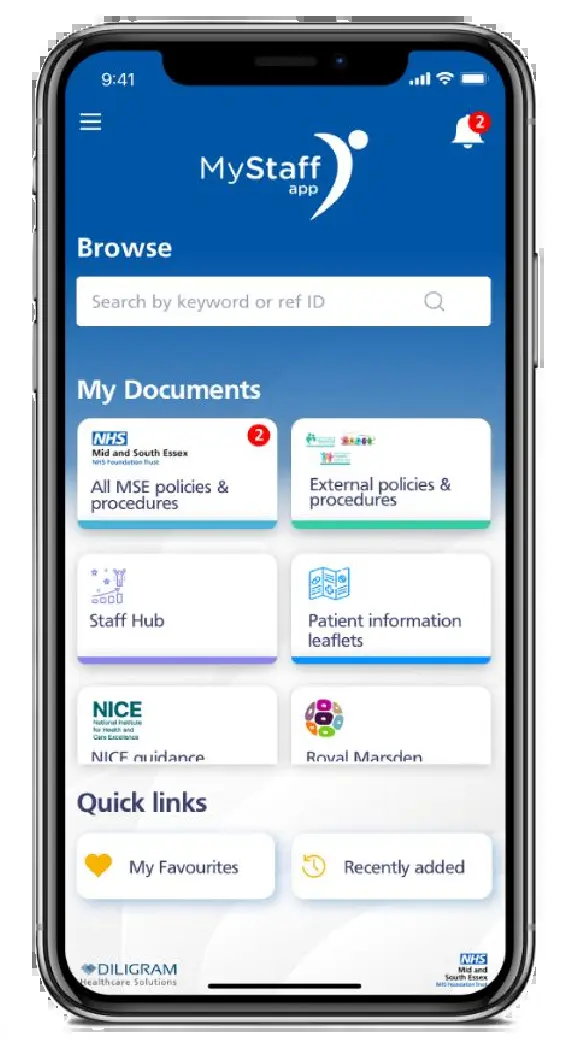 9:41
2
MyStaff
app
Browse
Search by keyword or ref ID
My Documents
NHS
2
Mid and South Essex
NHS Foundation Trust
All MSE policies &
procedures
External policies &
procedures
Staff Hub
Patient information
leaflets
NICE
National Institute
for Health and
Care Excellence
NICE guidance
Royal Marsden
Quick links
My Favourites
Recently added
DILIGRAM
Healthcare Solutions
NHS
Mid and
South Essex
NHS Foundation Trust